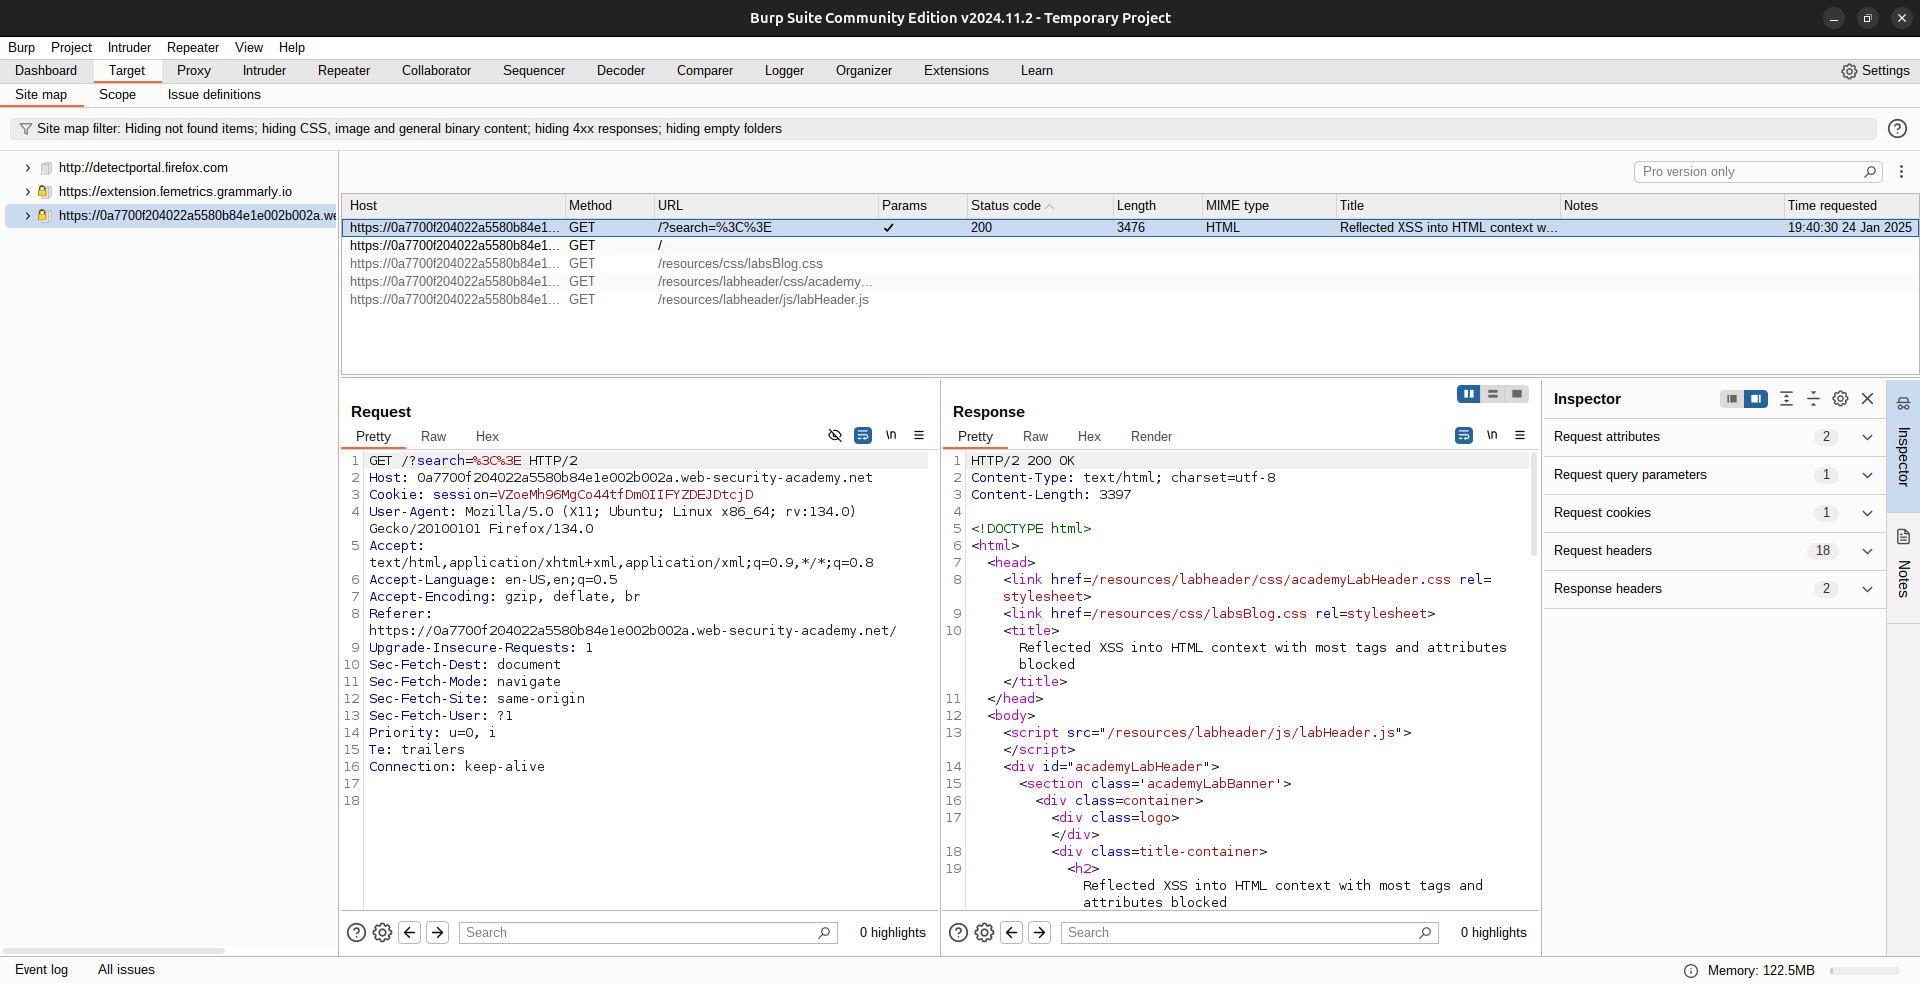 Burp Suite Community Edition v2024.11.2 - Temporary Project
Burp Project Intruder Repeater View Help
Dashboard Target Proxy Intruder Repeater Collaborator Sequencer Decoder Comparer Logger Organizer Extensions Learn Settings
Site map Scope Issue definitions
Site map filter: Hiding not found items; hiding CSS, image and general binary content; hiding 4xx responses; hiding empty folders
http://detectportal.firefox.com
https://extension.femetrics.grammarly.io
https://0a7700f204022a5580b84e1e002b002a.we
Pro version only
Host Method URL Params Status code Length MIME type Title Notes Time requested
https://0a7700f204022a5580b84e1... GET /?search=%3C%3E ✓ 200 3476 HTML Reflected XSS into HTML context w... 19:40:30 24 Jan 2025
https://0a7700f204022a5580b84e1... GET /
https://0a7700f204022a5580b84e1... GET /resources/css/labsBlog.css
https://0a7700f204022a5580b84e1... GET /resources/labheader/css/academy...
https://0a7700f204022a5580b84e1... GET /resources/labheader/js/labHeader.js
Request
Pretty Raw Hex \n
1 GET /?search=%3C%3E HTTP/2
2 Host: 0a7700f204022a5580b84e1e002b002a.web-security-academy.net
3 Cookie: session=VZoeMh96MgCo44tfDm0IIFYZDEJDtcjD
4 User-Agent: Mozilla/5.0 (X11; Ubuntu; Linux x86_64; rv:134.0)
Gecko/20100101 Firefox/134.0
5 Accept:
text/html,application/xhtml+xml,application/xml;q=0.9,*/*;q=0.8
6 Accept-Language: en-US,en;q=0.5
7 Accept-Encoding: gzip, deflate, br
8 Referer:
https://0a7700f204022a5580b84e1e002b002a.web-security-academy.net/
9 Upgrade-Insecure-Requests: 1
10 Sec-Fetch-Dest: document
11 Sec-Fetch-Mode: navigate
12 Sec-Fetch-Site: same-origin
13 Sec-Fetch-User: ?1
14 Priority: u=0, i
15 Te: trailers
16 Connection: keep-alive
17
18
Search 0 highlights
Response
Pretty Raw Hex Render \n
1 HTTP/2 200 OK
2 Content-Type: text/html; charset=utf-8
3 Content-Length: 3397
4
5 <!DOCTYPE html>
6 <html>
7 <head>
8 <link href=/resources/labheader/css/academyLabHeader.css rel=
stylesheet>
9 <link href=/resources/css/labsBlog.css rel=stylesheet>
10 <title>
Reflected XSS into HTML context with most tags and attributes
blocked
</title>
11 </head>
12 <body>
13 <script src="/resources/labheader/js/labHeader.js">
</script>
14 <div id="academyLabHeader">
15 <section class='academyLabBanner'>
16 <div class=container>
17 <div class=logo>
</div>
18 <div class=title-container>
19 <h2>
Reflected XSS into HTML context with most tags and
attributes blocked
Search 0 highlights
Inspector
Request attributes 2
Request query parameters 1
Request cookies 1
Request headers 18
Response headers 2
Inspector
Notes
Event log All issues Memory: 122.5MB